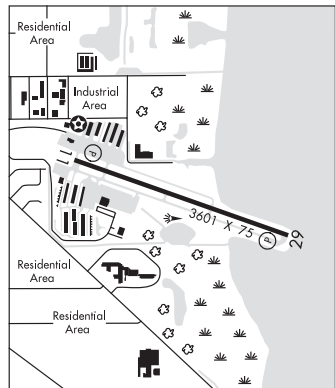 Residential
Area
Industrial
Area
P
3601 X 75
P
29
Residential
Area
Residential
Area